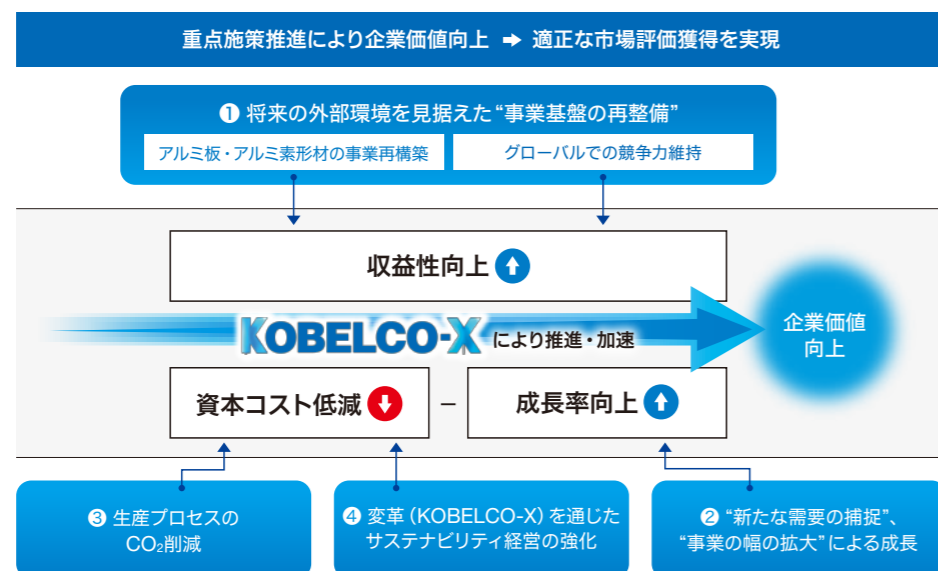 重点施策推進により企業価値向上 ➡ 適正な市場評価獲得を実現
❶ 将来の外部環境を見据えた“事業基盤の再整備”
アルミ板・アルミ素形材の事業再構築
グローバルでの競争力維持
収益性向上
KOBELCO-X により推進・加速
企業価値
向上
資本コスト低減
−
成長率向上
❸ 生産プロセスの
CO₂削減
❹ 変革（KOBELCO-X）を通じた
サステナビリティ経営の強化
❷ “新たな需要の捕捉”、
“事業の幅の拡大”による成長